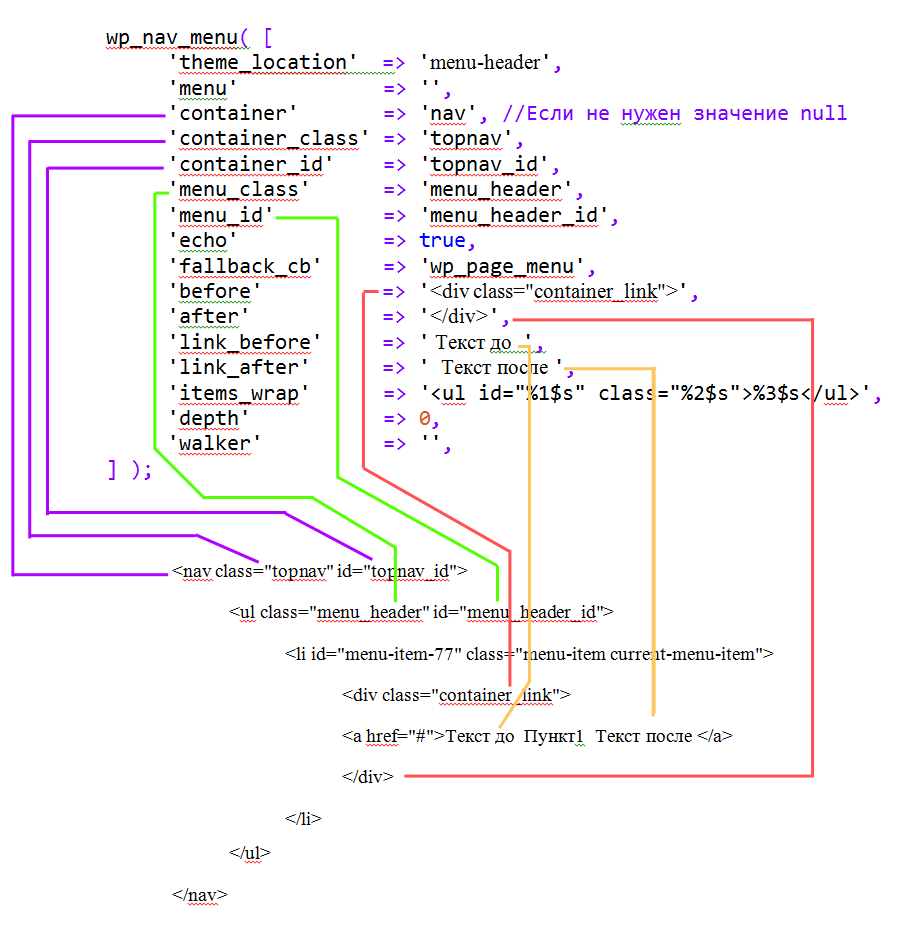 wp_nav_menu( [
'theme_location' => 'menu-header',
'menu' => '',
'container' => 'nav', //Если не нужен значение null
'container_class' => 'topnav',
'container_id' => 'topnav_id',
'menu_class' => 'menu_header',
'menu_id' => 'menu_header_id',
'echo' => true,
'fallback_cb' => 'wp_page_menu',
'before' => '<div class="container_link">',
'after' => '</div>',
'link_before' => ' Текст до ',
'link_after' => ' Текст после ',
'items_wrap' => '<ul id="%1$s" class="%2$s">%3$s</ul>',
'depth' => 0,
'walker' => '',
] );
<nav class="topnav" id="topnav_id">
<ul class="menu_header" id="menu_header_id">
<li id="menu-item-77" class="menu-item current-menu-item">
<div class="container_link">
<a href="#">Текст до Пункт1 Текст после </a>
</div>
</li>
</ul>
</nav>